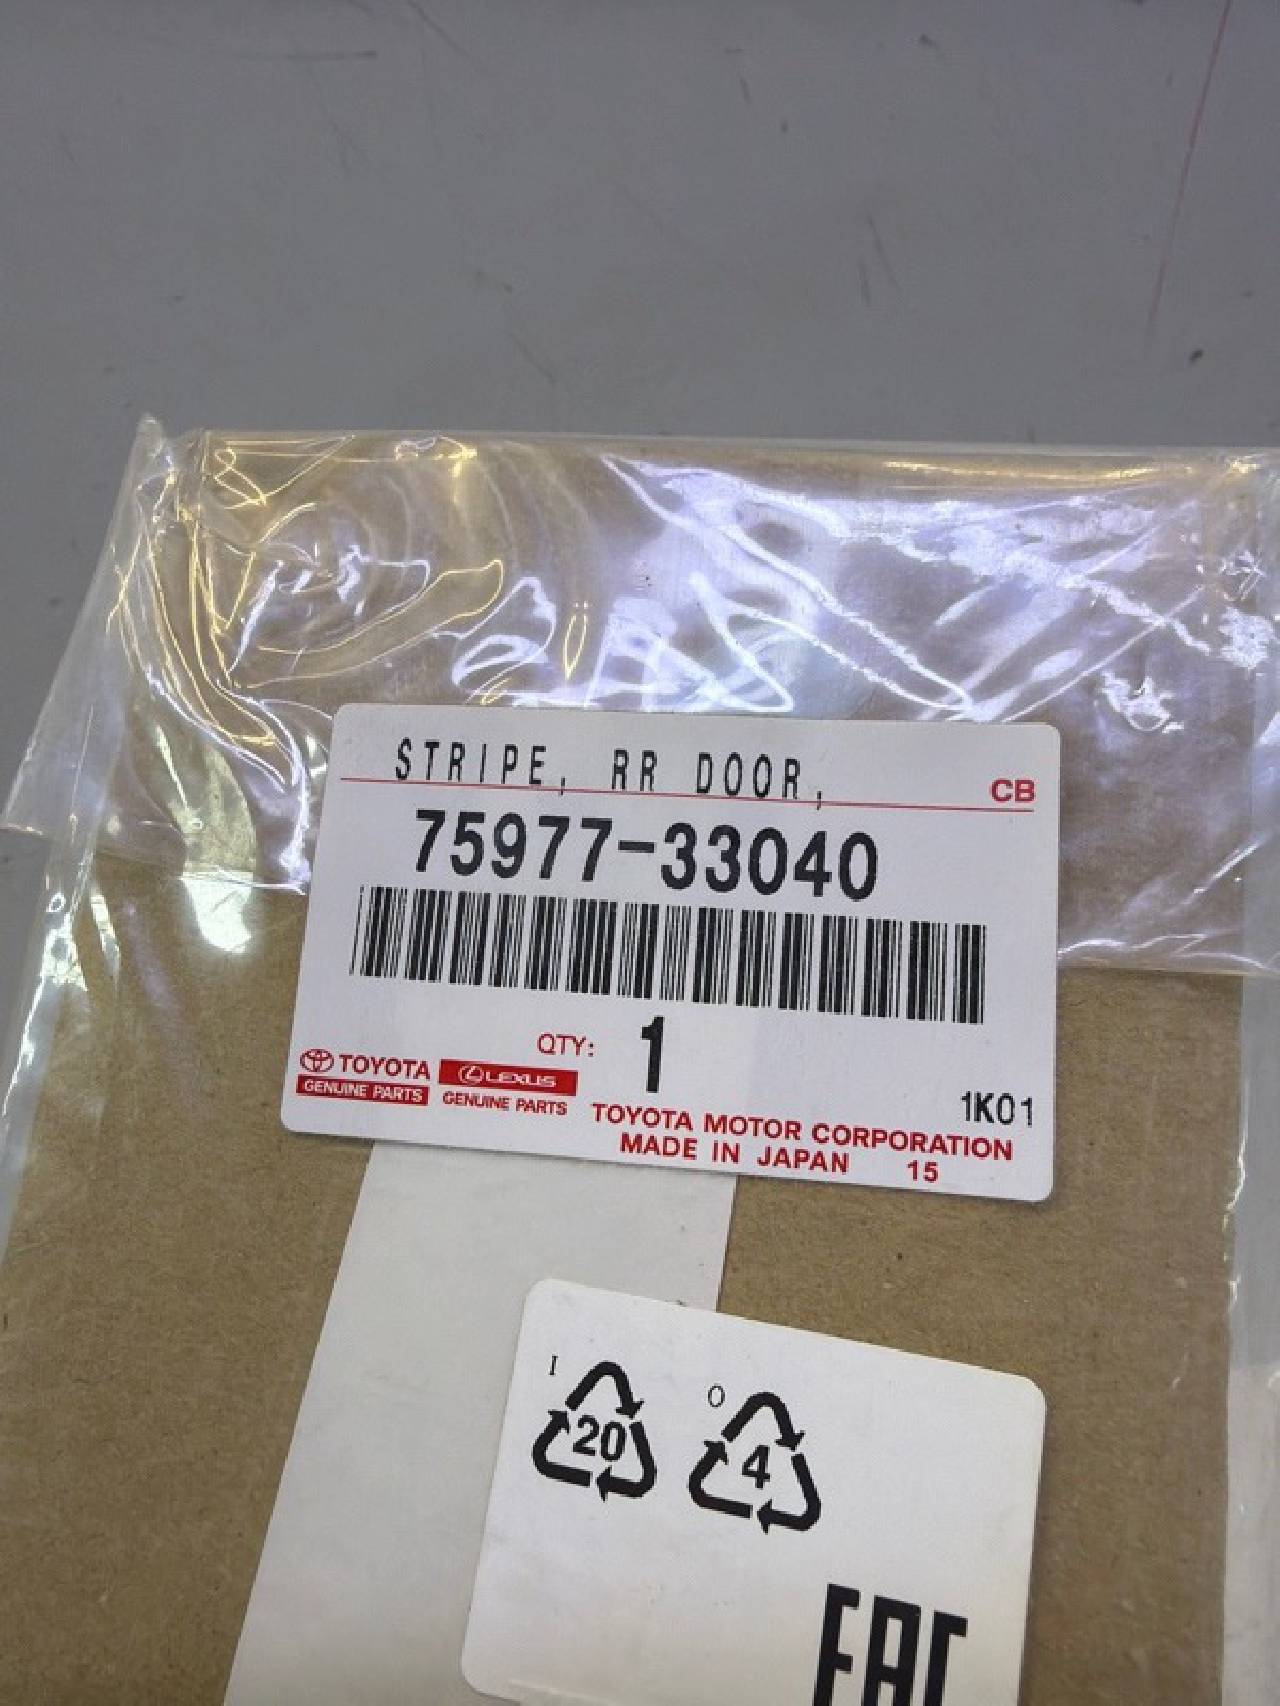 STRIPE, RR DOOR,
CB
75977-33040
QTY: 1
TOYOTA
GENUINE PARTS
LEXUS
GENUINE PARTS
1K01
TOYOTA MOTOR CORPORATION
MADE IN JAPAN 15
I
20
O
4
EAC